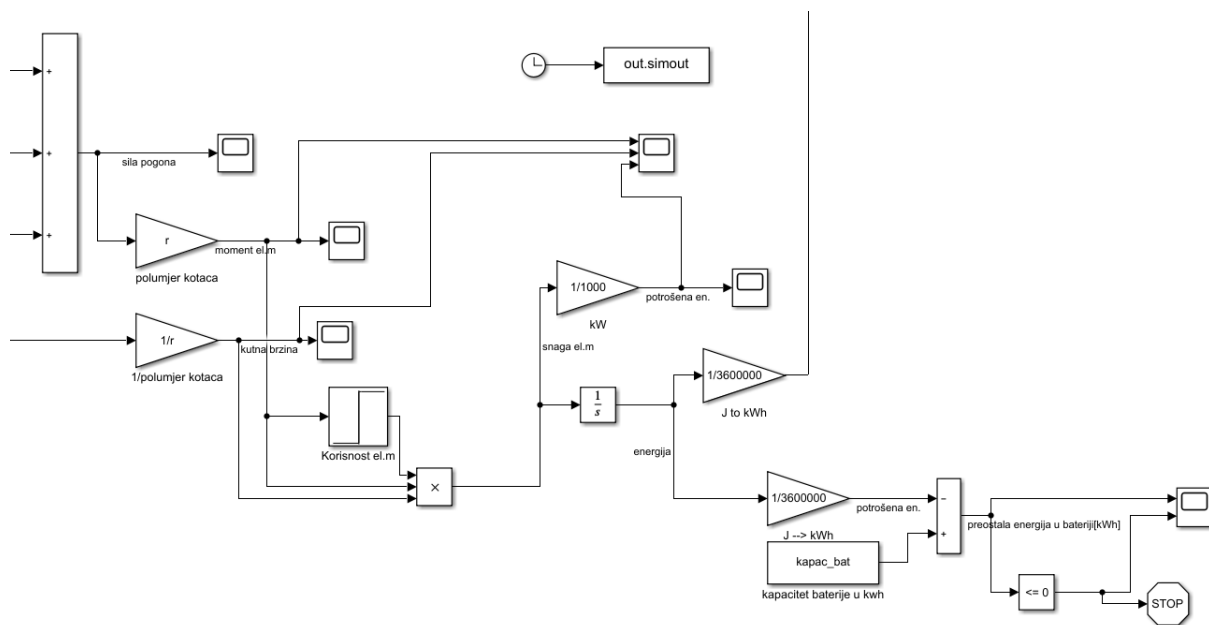 out.simout
+
+
sila pogona
+
r
moment el.m
polumjer kotaca
1/1000
potrošena en.
kW
1/r
kutna brzina
1/polumjer kotaca
snaga el.m
1/3600000
J to kWh
1
s
Korisnost el.m
energija
×
1/3600000
potrošena en.
J --> kWh
−
+
preostala energija u bateriji[kWh]
kapac_bat
kapacitet baterije u kwh
<= 0
STOP